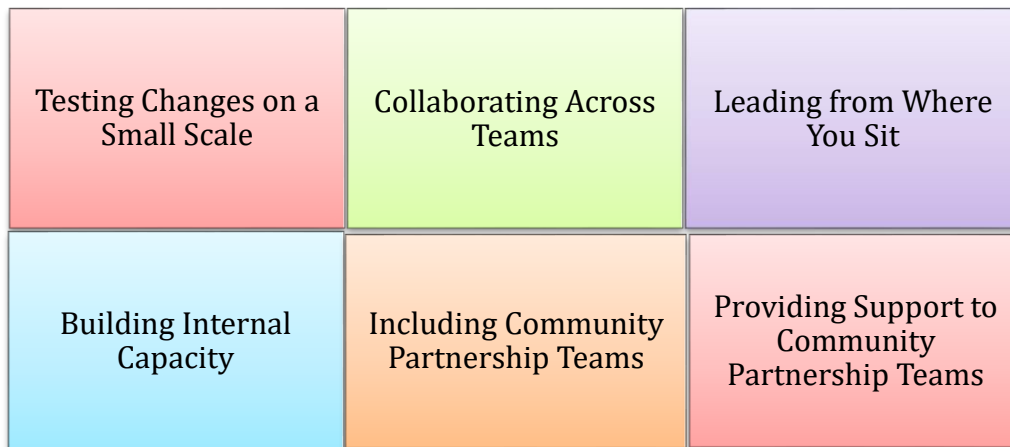 Testing Changes on a
Small Scale
Collaborating Across
Teams
Leading from Where
You Sit
Building Internal
Capacity
Including Community
Partnership Teams
Providing Support to
Community
Partnership Teams